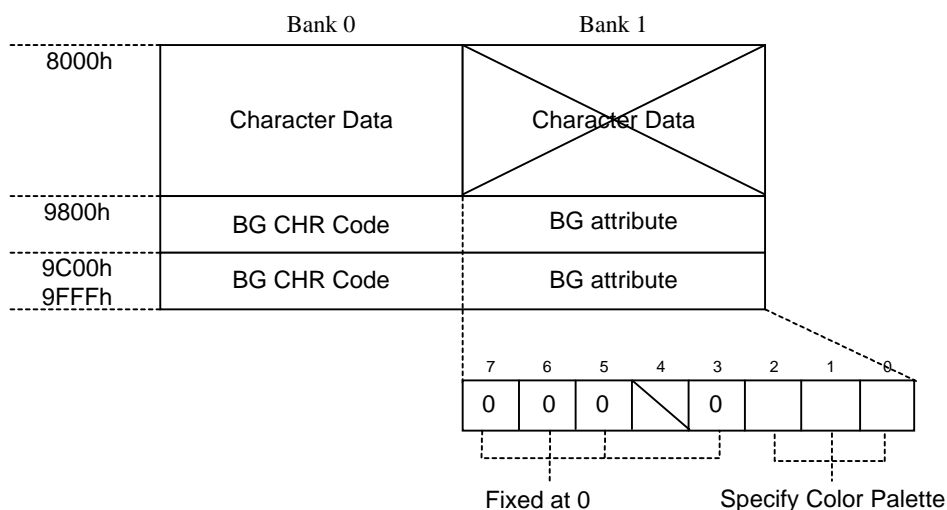 Bank 0 Bank 1
8000h
Character Data Character Data
9800h
BG CHR Code BG attribute
9C00h
BG CHR Code BG attribute
9FFFh
7 6 5 4 3 2 1 0
0 0 0 0
Fixed at 0 Specify Color Palette